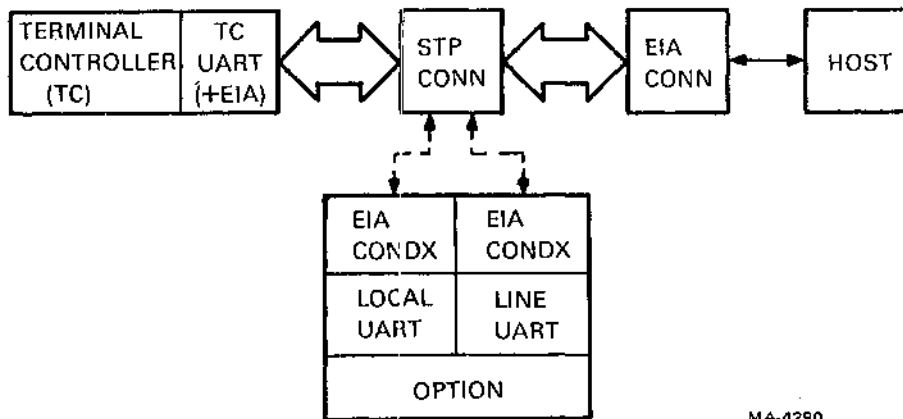 TERMINAL
CONTROLLER
(TC)
TC
UART
(+EIA)
STP
CONN
EIA
CONN
HOST
EIA
CONDX
EIA
CONDX
LOCAL
UART
LINE
UART
OPTION
MA-4290